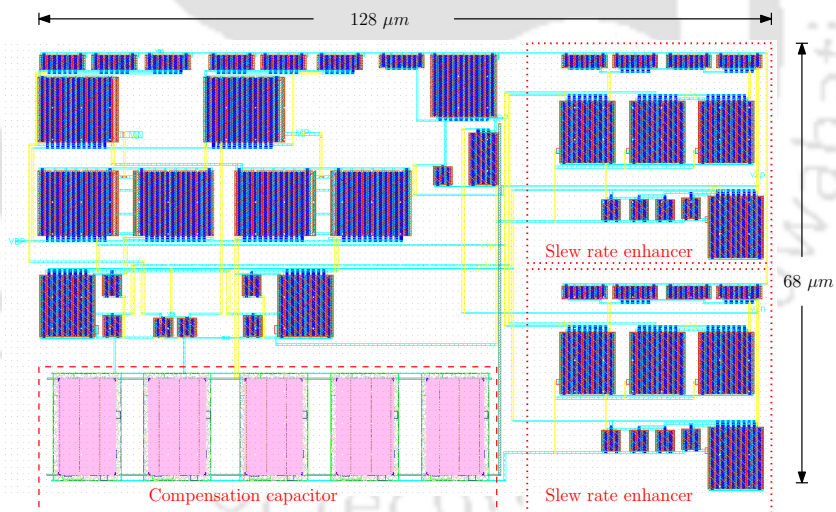 128 μm
Slew rate enhancer
68 μm
Compensation capacitor
Slew rate enhancer